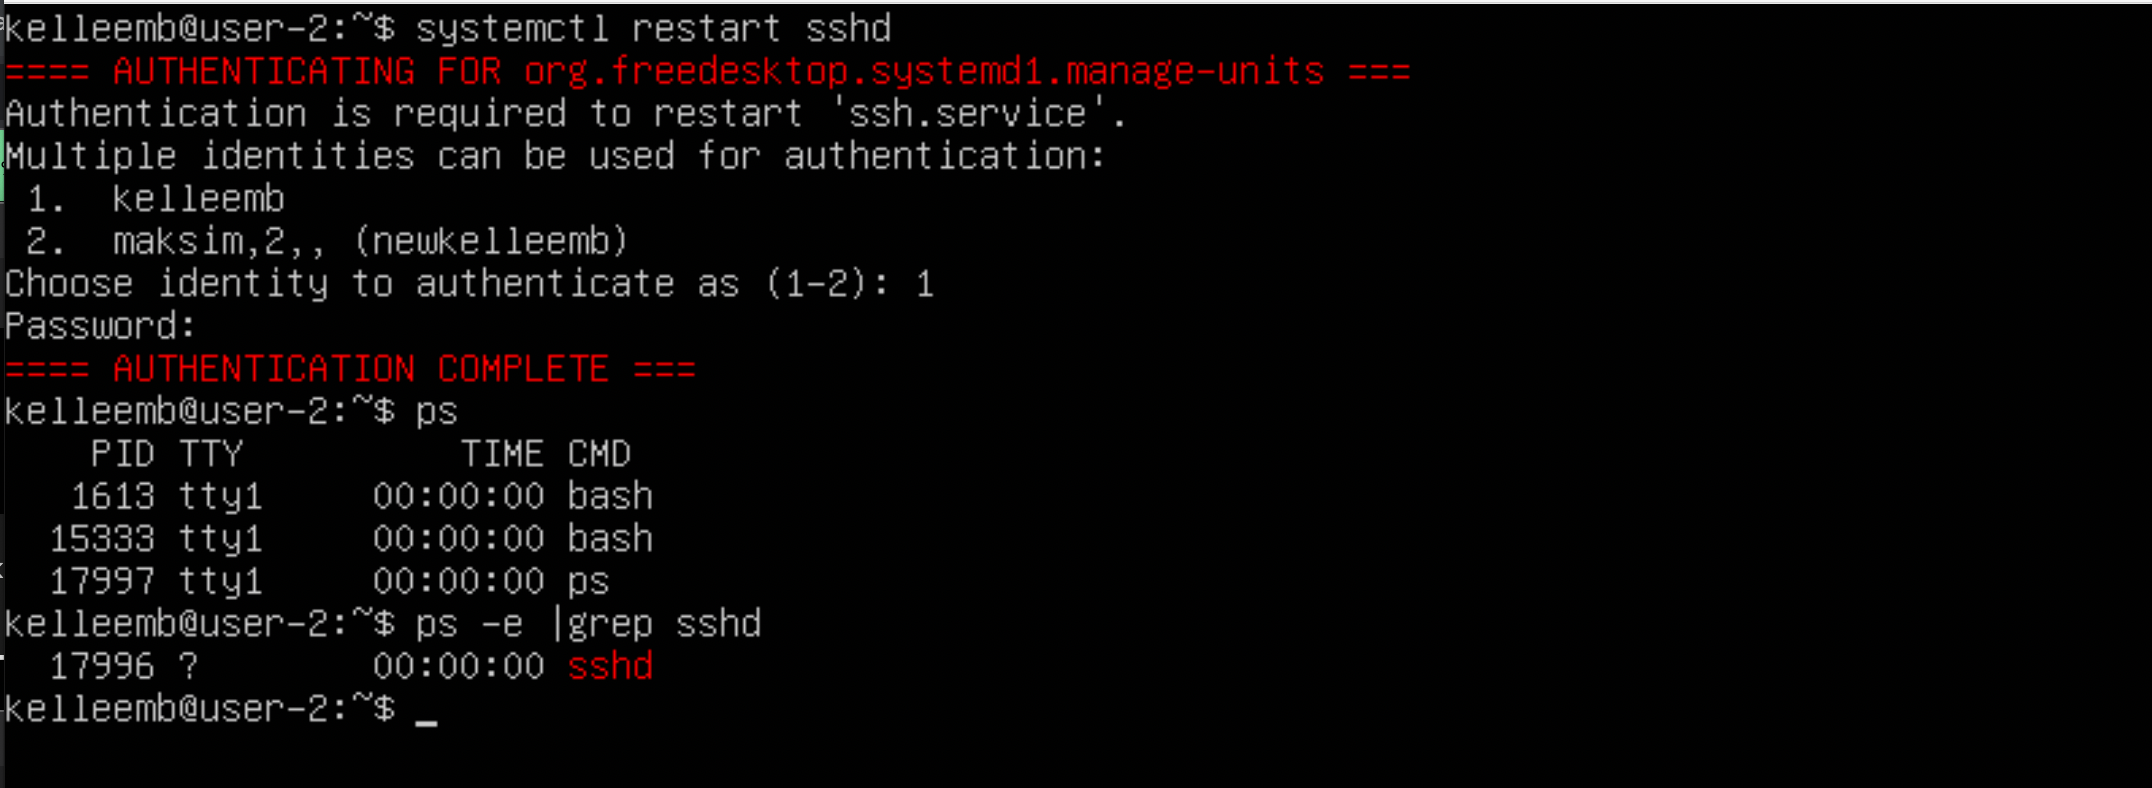 kelleemb@user-2:~$ systemctl restart sshd
==== AUTHENTICATING FOR org.freedesktop.systemd1.manage-units ===
Authentication is required to restart 'ssh.service'.
Multiple identities can be used for authentication:
 1.  kelleemb
 2.  maksim,2,, (newkelleemb)
Choose identity to authenticate as (1-2): 1
Password:
==== AUTHENTICATION COMPLETE ===
kelleemb@user-2:~$ ps
    PID TTY          TIME CMD
   1613 tty1     00:00:00 bash
  15333 tty1     00:00:00 bash
  17997 tty1     00:00:00 ps
kelleemb@user-2:~$ ps -e |grep sshd
  17996 ?        00:00:00 sshd
kelleemb@user-2:~$ _